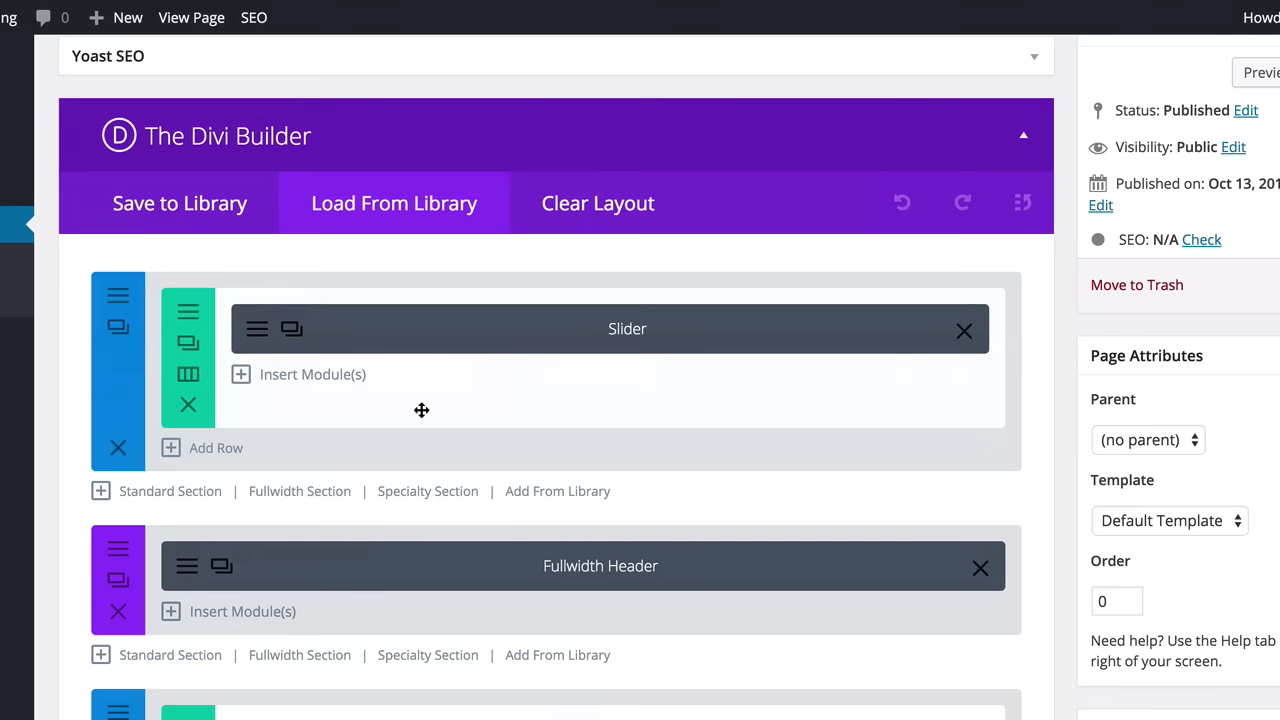 ng 0 New View Page SEO Howd
Yoast SEO
D The Divi Builder
Save to Library Load From Library Clear Layout
Slider
Insert Module(s)
Add Row
Standard Section | Fullwidth Section | Specialty Section | Add From Library
Fullwidth Header
Insert Module(s)
Standard Section | Fullwidth Section | Specialty Section | Add From Library
Previe
Status: Published Edit
Visibility: Public Edit
Published on: Oct 13, 201
Edit
SEO: N/A Check
Move to Trash
Page Attributes
Parent
(no parent)
Template
Default Template
Order
0
Need help? Use the Help tab
right of your screen.